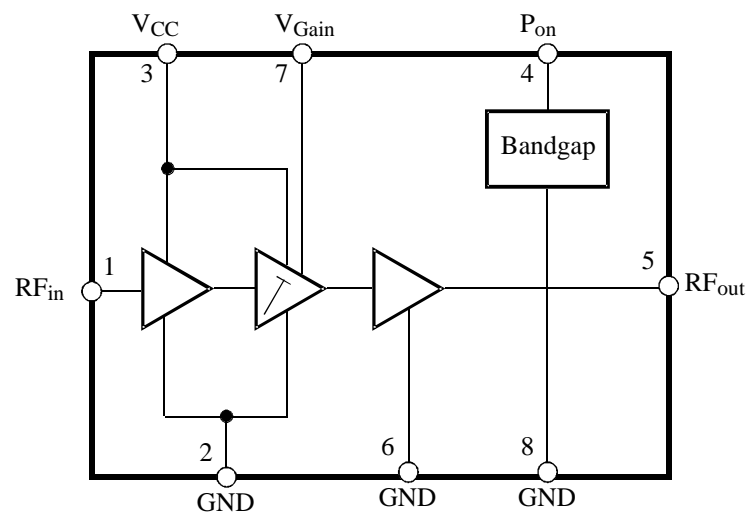 VCC
VGain
Pon
3
7
4
Bandgap
1
5
RFin
RFout
2
6
8
GND
GND
GND